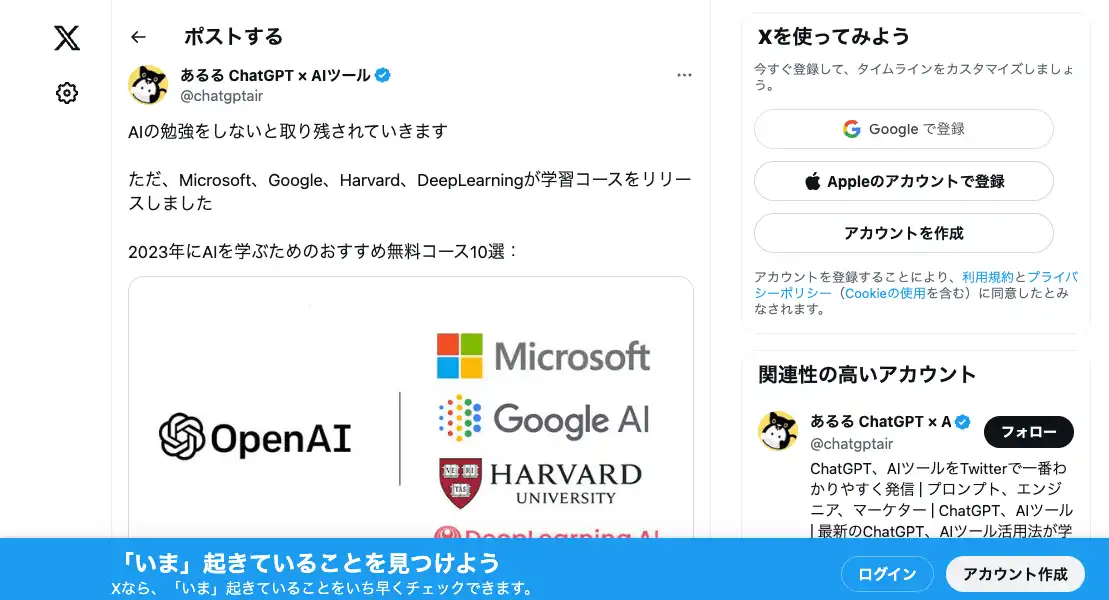 ポストする
あるる ChatGPT × AIツール
@chatgptair
AIの勉強をしないと取り残されていきます
ただ、Microsoft、Google、Harvard、DeepLearningが学習コースをリリー
スしました
2023年にAIを学ぶためのおすすめ無料コース10選：
OpenAI
Microsoft
Google AI
VE RI
TAS
HARVARD
UNIVERSITY
DeepLearning.AI
Xを使ってみよう
今すぐ登録して、タイムラインをカスタマイズしましょ
う。
Google で登録
Appleのアカウントで登録
アカウントを作成
アカウントを登録することにより、利用規約とプライバ
シーポリシー（Cookieの使用を含む）に同意したとみ
なされます。
関連性の高いアカウント
あるる ChatGPT × A
@chatgptair
フォロー
ChatGPT、AIツールをTwitterで一番わ
かりやすく発信 | プロンプト、エンジ
ニア、マーケター | ChatGPT、AIツール
| 最新のChatGPT、AIツール活用法が学
「いま」起きていることを見つけよう
Xなら、「いま」起きていることをいち早くチェックできます。
ログイン
アカウント作成